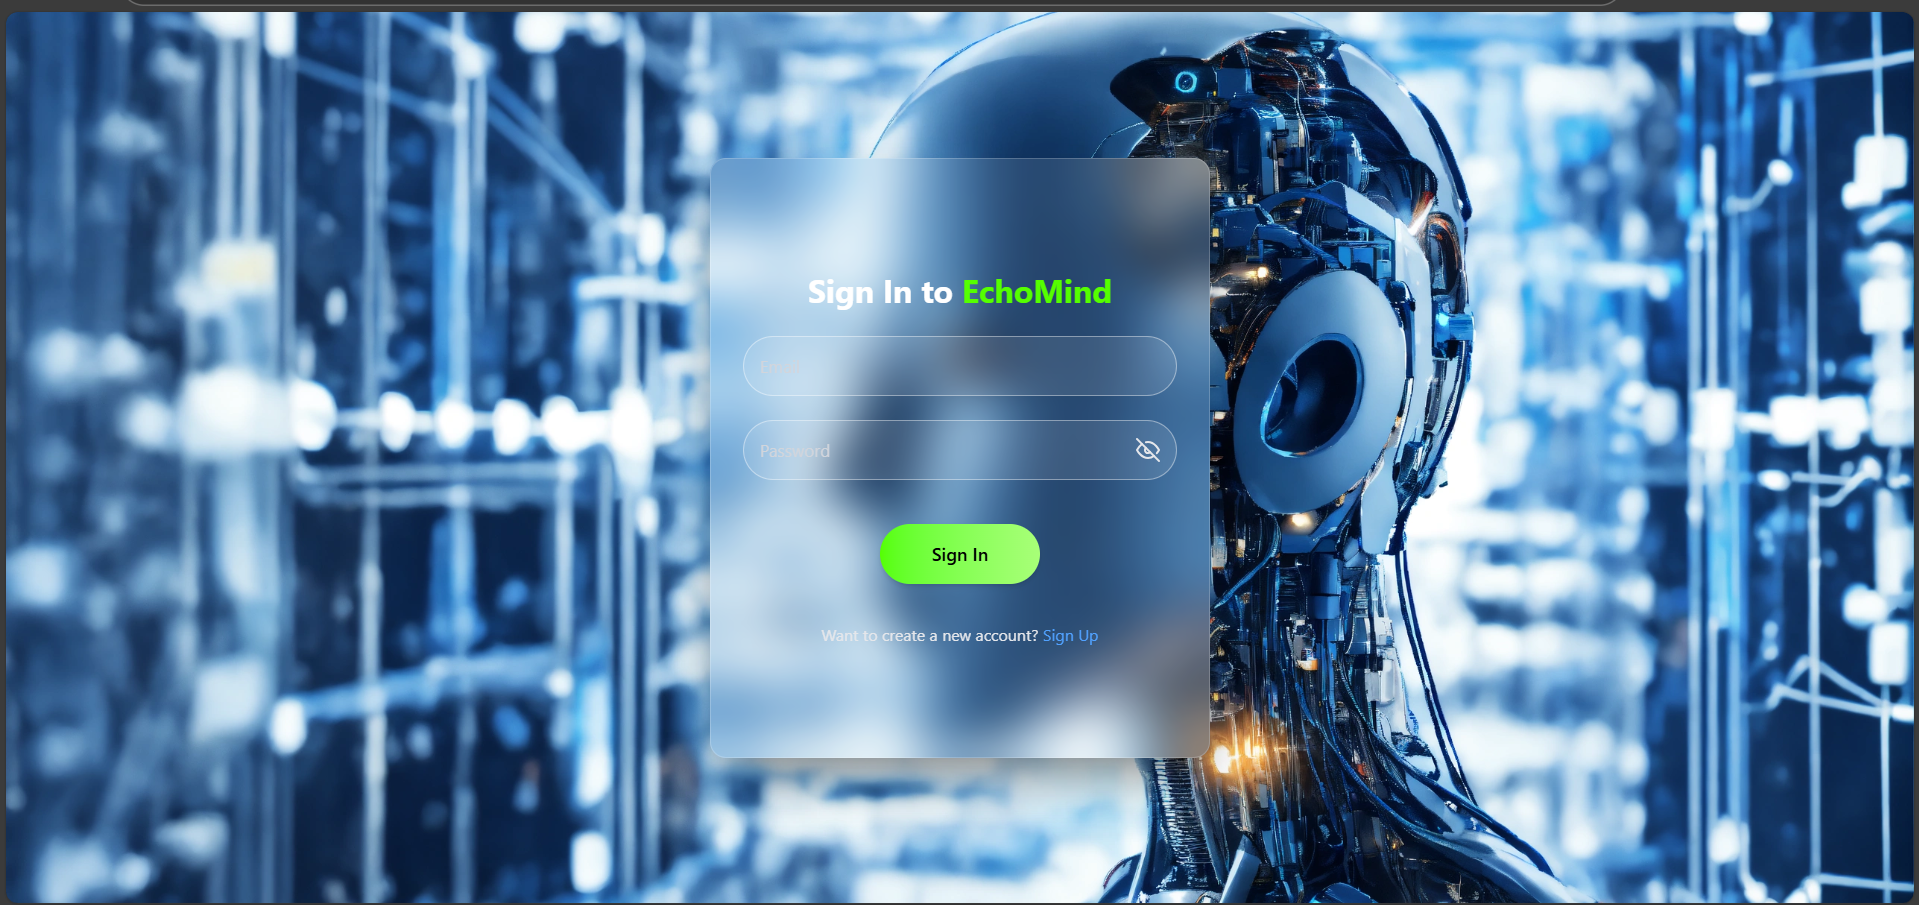 Sign In to EchoMind
Email
Password
Sign In
Want to create a new account? Sign Up